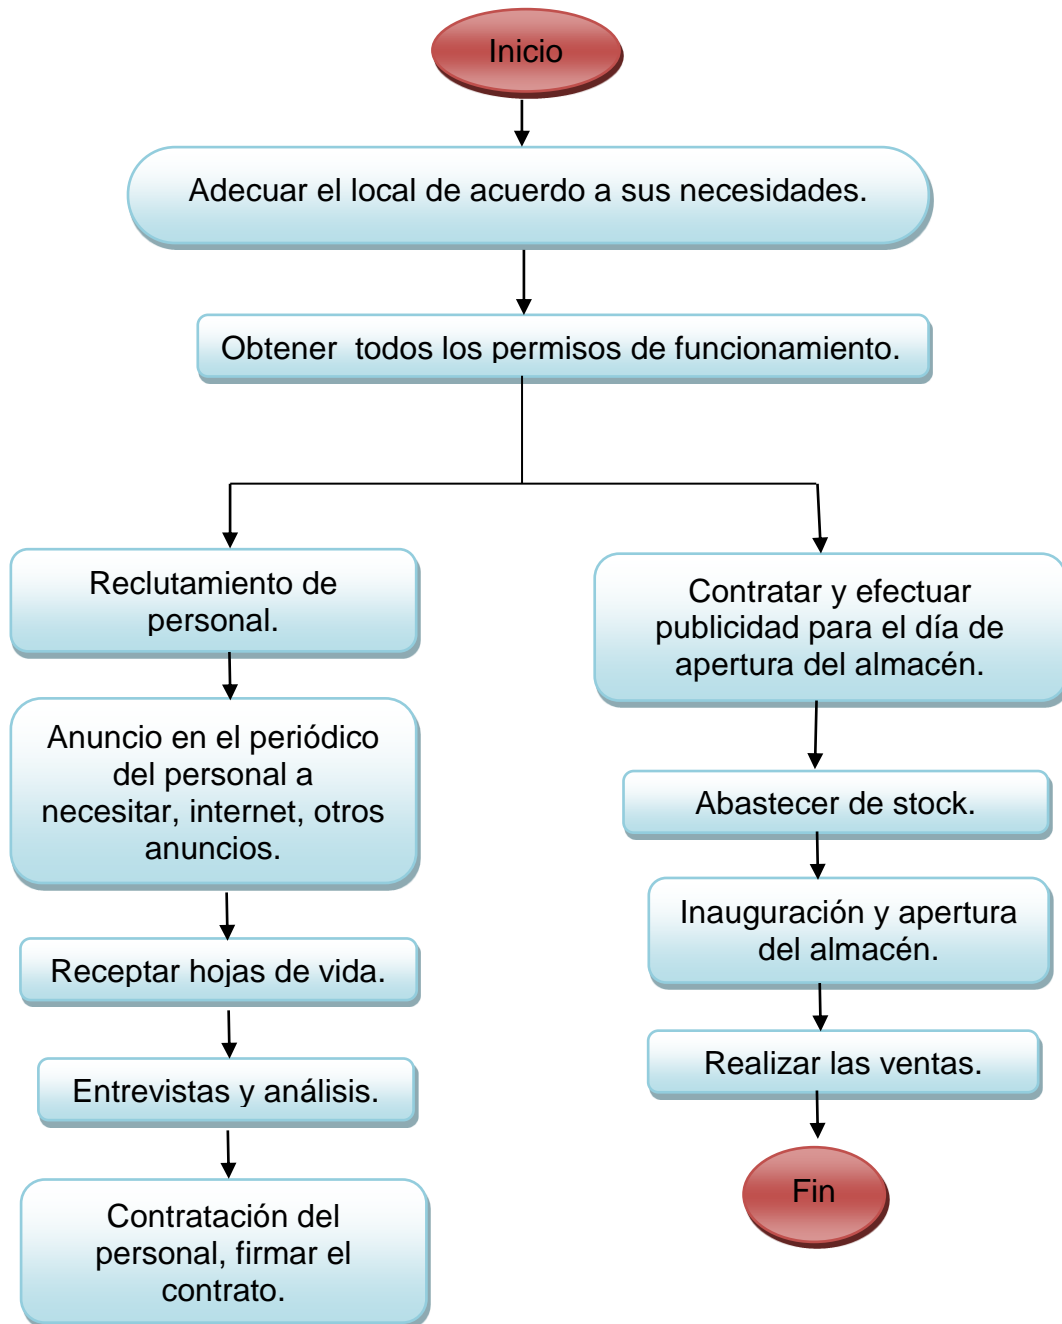 Inicio
Adecuar el local de acuerdo a sus necesidades.
Obtener  todos los permisos de funcionamiento.
Reclutamiento de
personal.
Anuncio en el periódico
del personal a
necesitar, internet, otros
anuncios.
Receptar hojas de vida.
Entrevistas y análisis.
Contratación del
personal, firmar el
contrato.
Contratar y efectuar
publicidad para el día de
apertura del almacén.
Abastecer de stock.
Inauguración y apertura
del almacén.
Realizar las ventas.
Fin